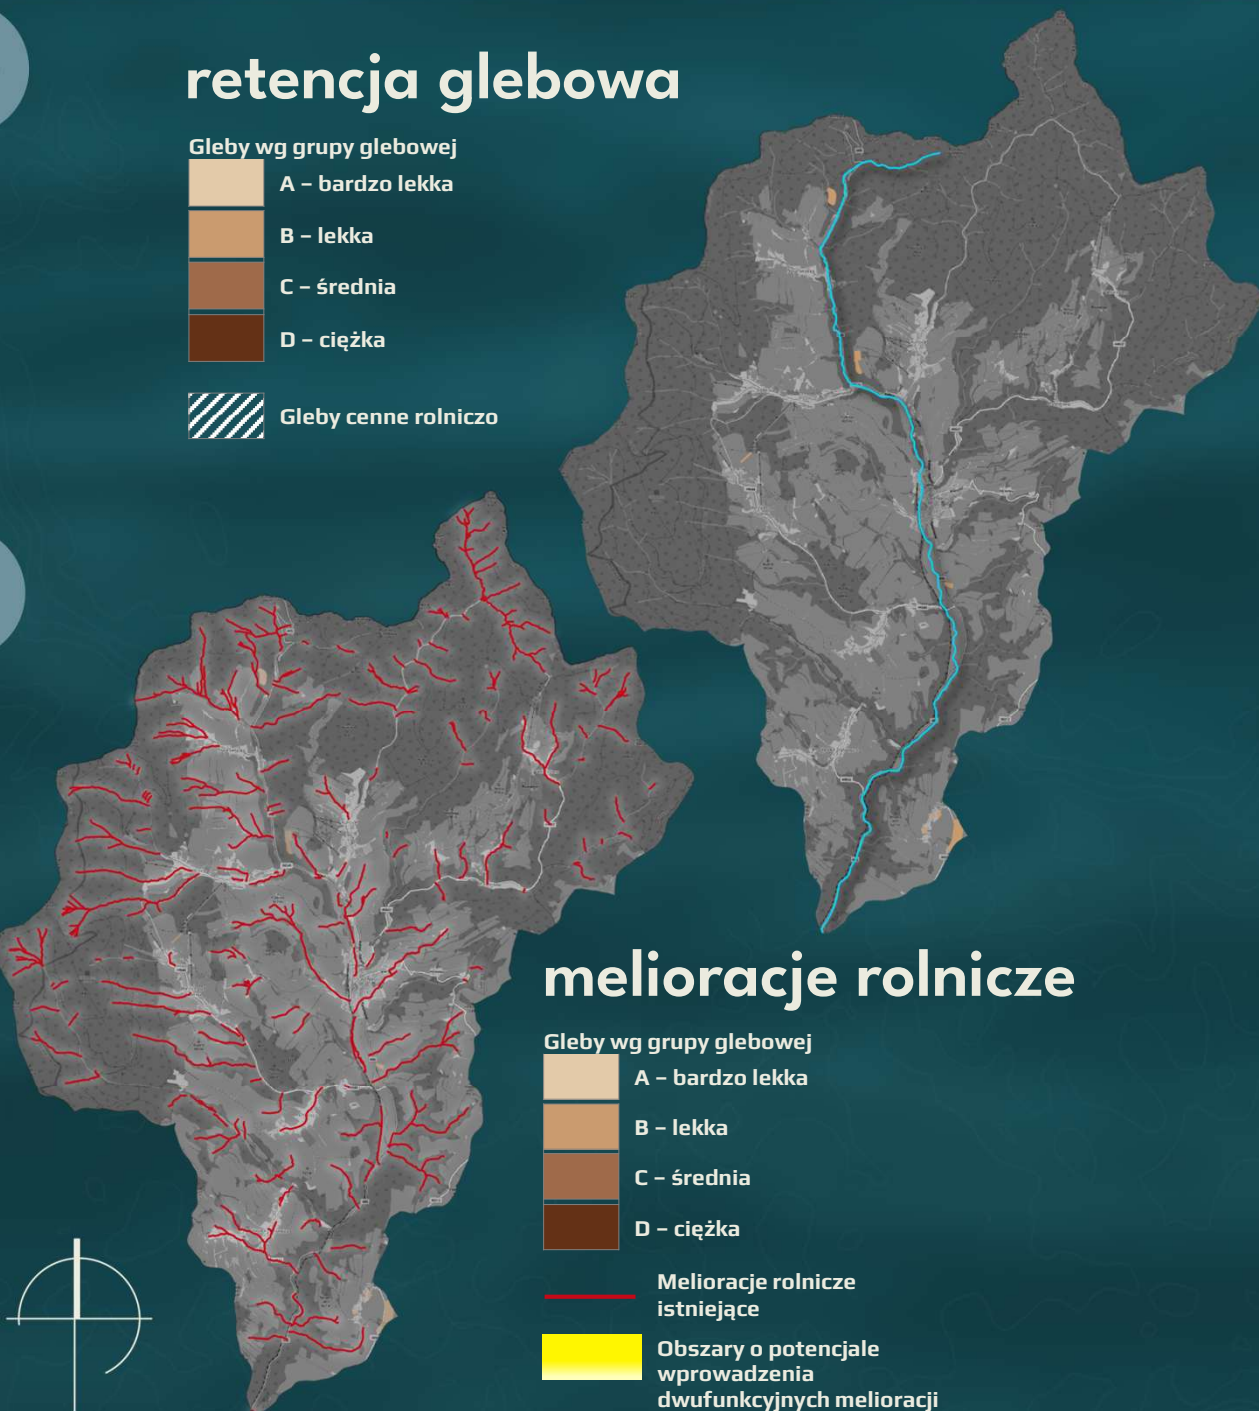 retencja glebowa
Gleby wg grupy glebowej
A – bardzo lekka
B – lekka
C – średnia
D – ciężka
Gleby cenne rolniczo
melioracje rolnicze
Gleby wg grupy glebowej
A – bardzo lekka
B – lekka
C – średnia
D – ciężka
Melioracje rolnicze
istniejące
Obszary o potencjale
wprowadzenia
dwufunkcyjnych melioracji